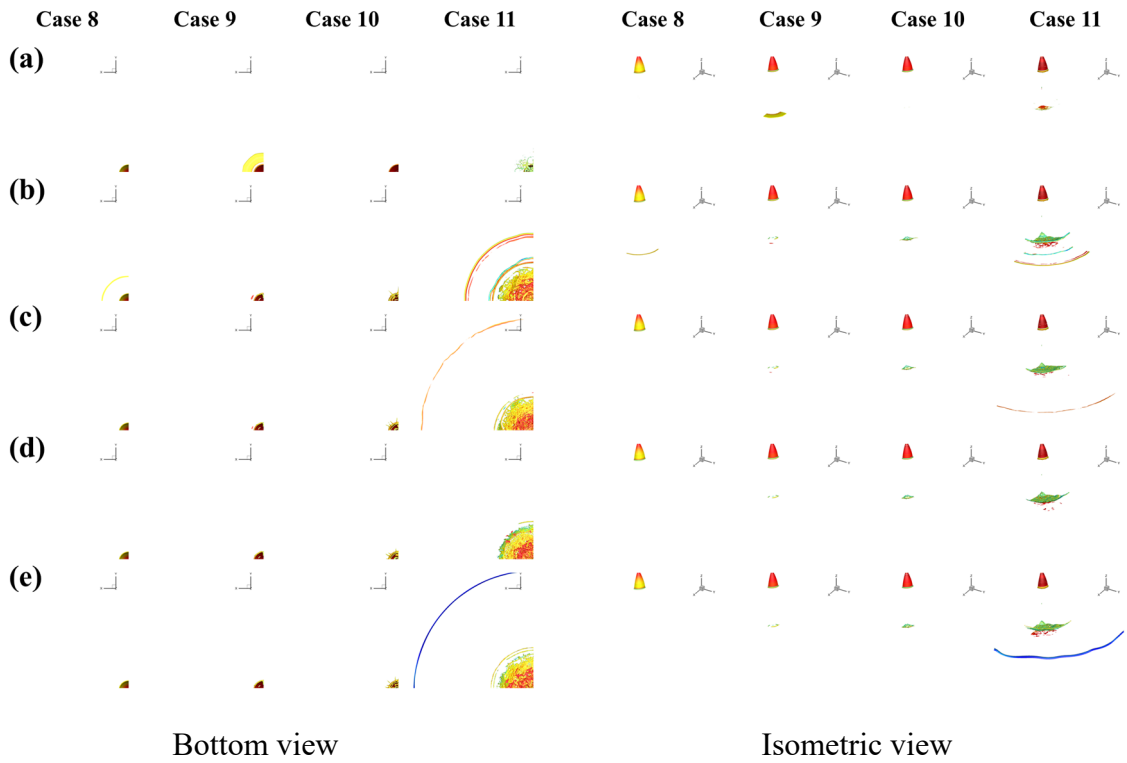 Case 8 Case 9 Case 10 Case 11 Case 8 Case 9 Case 10 Case 11
(a)
(b)
(c)
(d)
(e)
Bottom view Isometric view